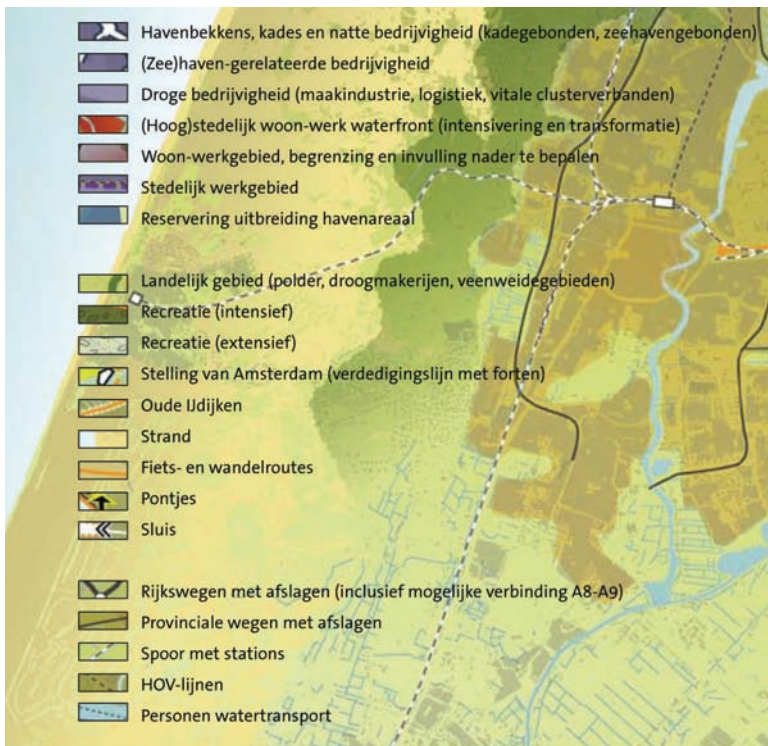 Havenbekkens, kades en natte bedrijvigheid (kadegebonden, zeehavengebonden)
(Zee)haven-gerelateerde bedrijvigheid
Droge bedrijvigheid (maakindustrie, logistiek, vitale clusterverbanden)
(Hoog)stedelijk woon-werk waterfront (intensivering en transformatie)
Woon-werkgebied, begrenzing en invulling nader te bepalen
Stedelijk werkgebied
Reservering uitbreiding havenareaal
Landelijk gebied (polder, droogmakerijen, veenweidegebieden)
Recreatie (intensief)
Recreatie (extensief)
Stelling van Amsterdam (verdedigingslijn met forten)
Oude IJdijken
Strand
Fiets- en wandelroutes
Pontjes
Sluis
Rijkswegen met afslagen (inclusief mogelijke verbinding A8-A9)
Provinciale wegen met afslagen
Spoor met stations
HOV-lijnen
Personen watertransport